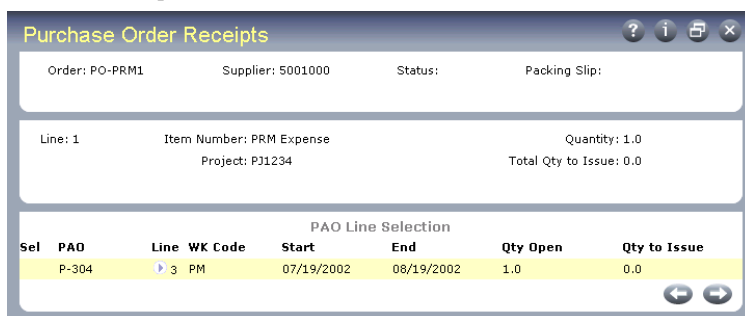 Purchase Order Receipts
Order: PO-PRM1 Supplier: 5001000 Status: Packing Slip:
Line: 1 Item Number: PRM Expense Quantity: 1.0
Project: PJ1234 Total Qty to Issue: 0.0
PAO Line Selection
Sel PAO Line WK Code Start End Qty Open Qty to Issue
P-304 3 PM 07/19/2002 08/19/2002 1.0 0.0